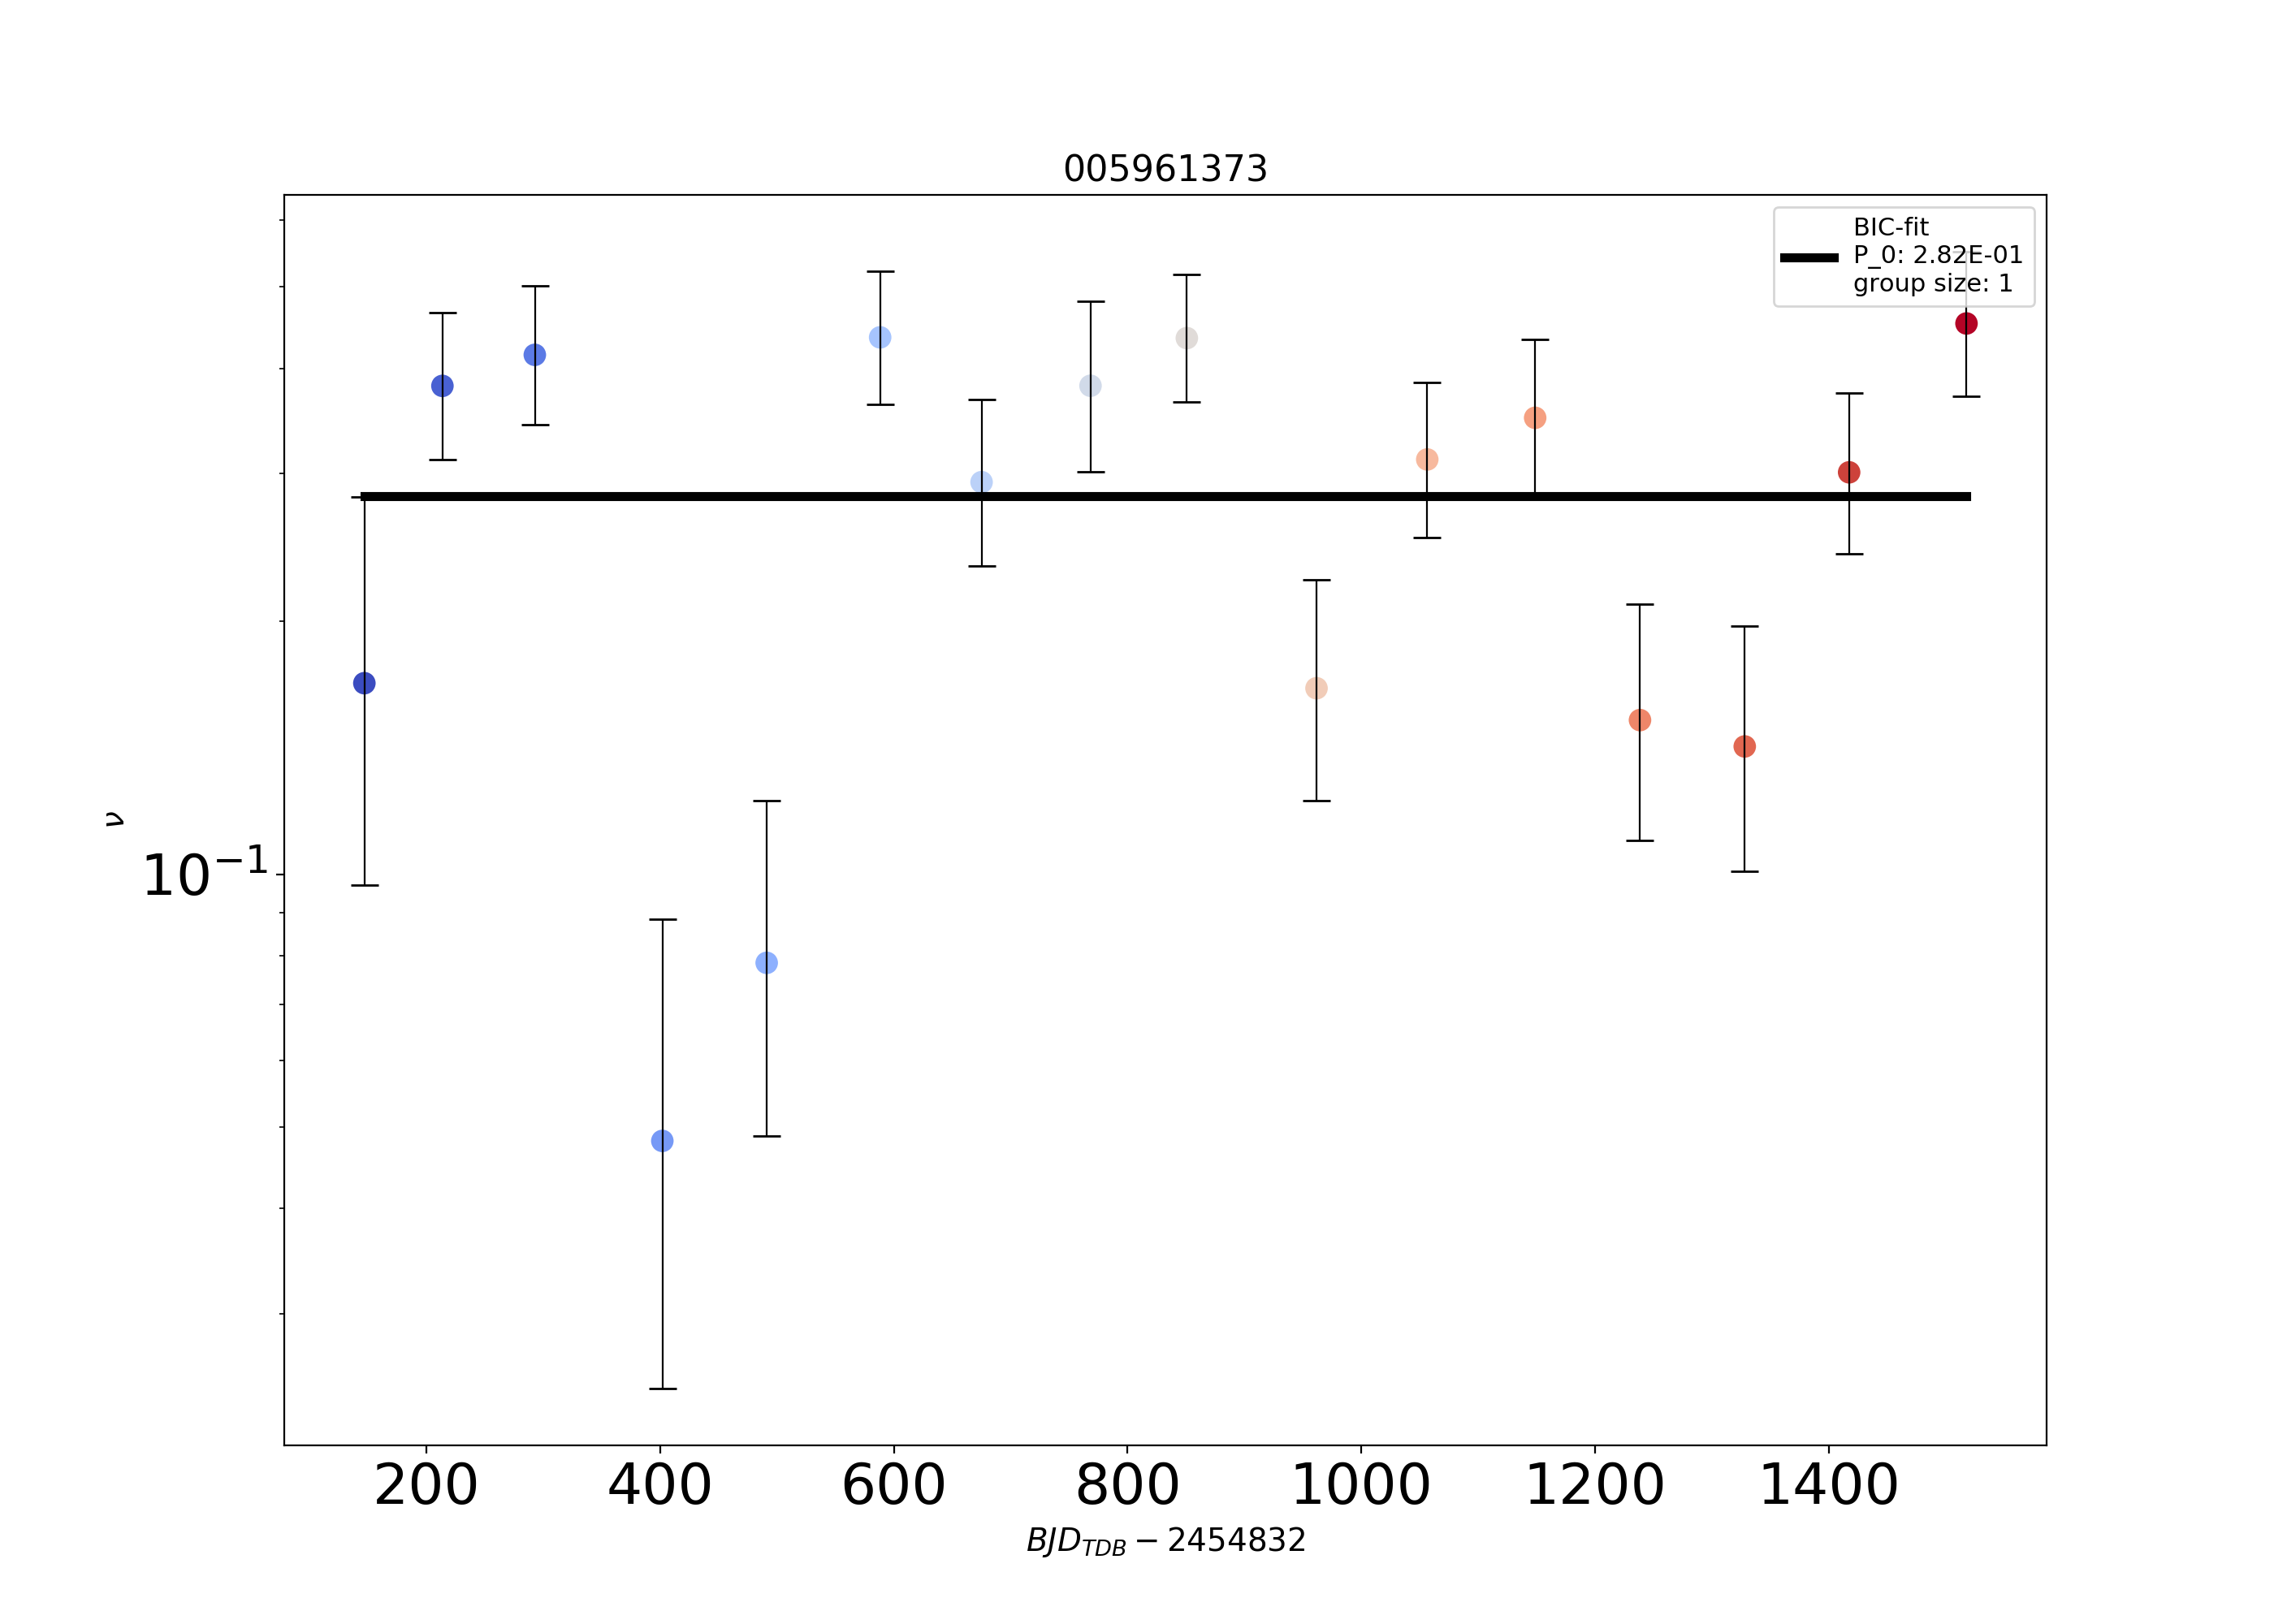 005961373
BIC-fit
P_0: 2.82E-01
group size: 1
ν
10⁻¹
200 400 600 800 1000 1200 1400
BJD_TDB − 2454832